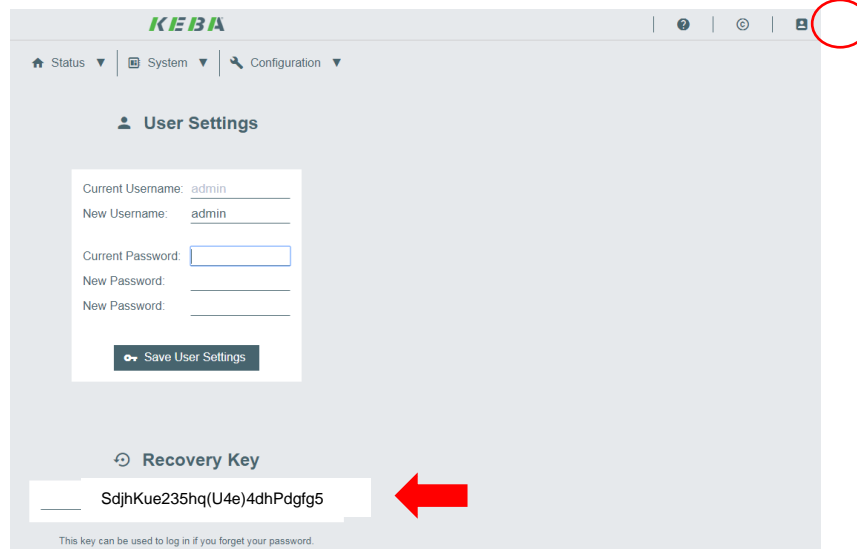 KEBA
Status ▼ System ▼ Configuration ▼
User Settings
Current Username: admin
New Username: admin
Current Password:
New Password:
New Password:
Save User Settings
Recovery Key
SdjhKue235hq(U4e)4dhPdgfg5
This key can be used to log in if you forget your password.